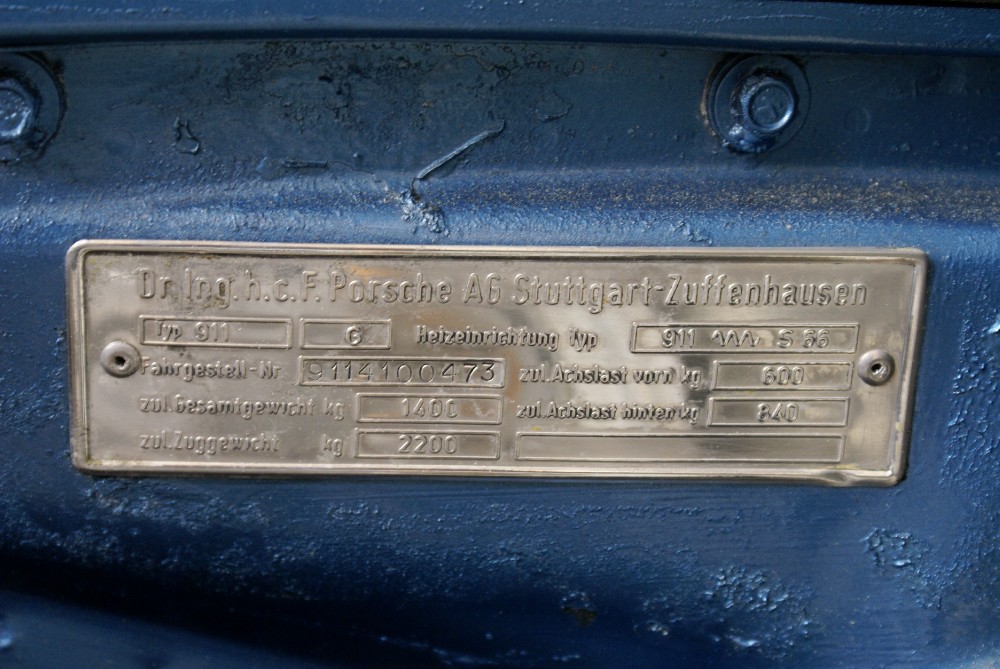 Dr. Ing. h.c. F. Porsche AG Stuttgart-Zuffenhausen
Typ 911 G Heizeinrichtung Typ 911 S 66
Fahrgestell-Nr. 9114100473 zul. Achslast vorn kg 600
zul. Gesamtgewicht kg 1400 zul. Achslast hinten kg 840
zul. Zuggewicht kg 2200